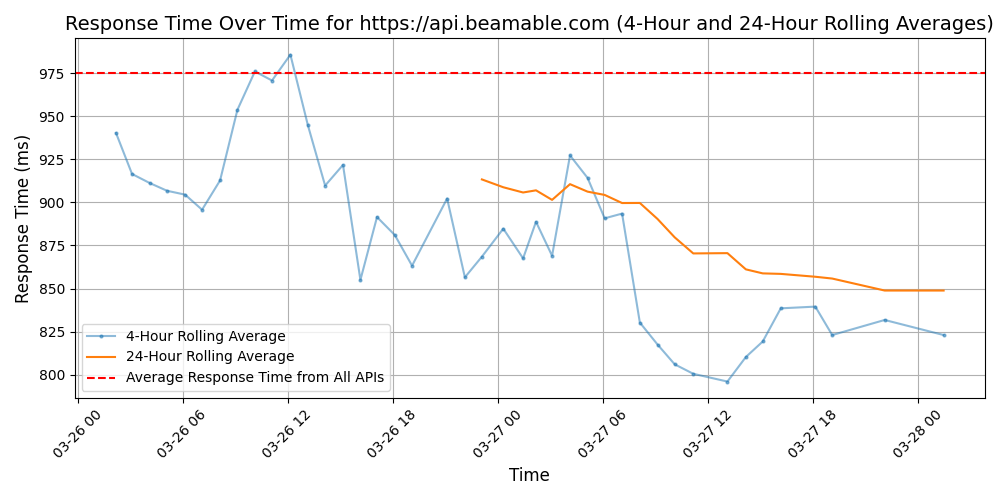 Response Time Over Time for https://api.beamable.com (4-Hour and 24-Hour Rolling Averages)
Response Time (ms)
975
950
925
900
875
850
825
800
4-Hour Rolling Average
24-Hour Rolling Average
Average Response Time from All APIs
03-26 00
03-26 06
03-26 12
03-26 18
03-27 00
03-27 06
03-27 12
03-27 18
03-28 00
Time